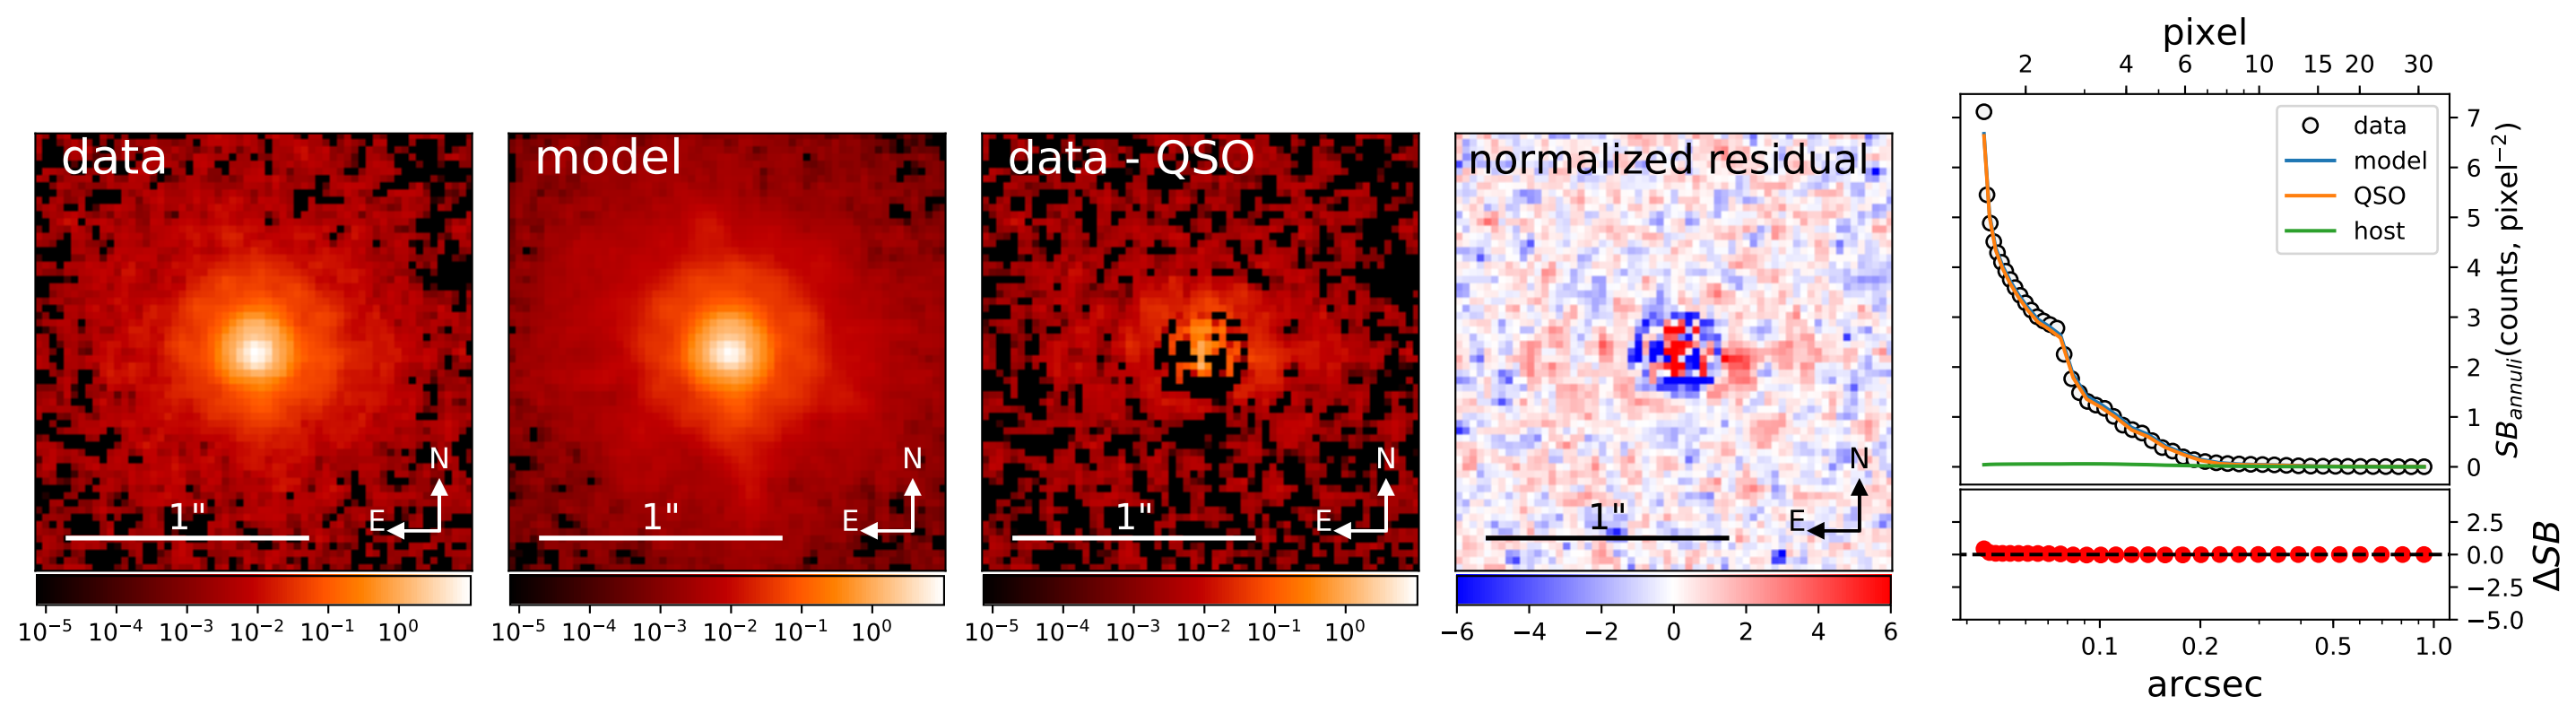 data
N
E
1"
10⁻⁵ 10⁻⁴ 10⁻³ 10⁻² 10⁻¹ 10⁰
model
N
E
1"
10⁻⁵ 10⁻⁴ 10⁻³ 10⁻² 10⁻¹ 10⁰
data - QSO
N
E
1"
10⁻⁵ 10⁻⁴ 10⁻³ 10⁻² 10⁻¹ 10⁰
normalized residual
N
E
1"
−6 −4 −2 0 2 4 6
pixel
2 4 6 10 15 20 30
data
model
QSO
host
7
6
5
4
3
2
1
0
SB_annuli(counts, pixel⁻²)
2.5
0.0
−2.5
−5.0
ΔSB
0.1 0.2 0.5 1.0
arcsec